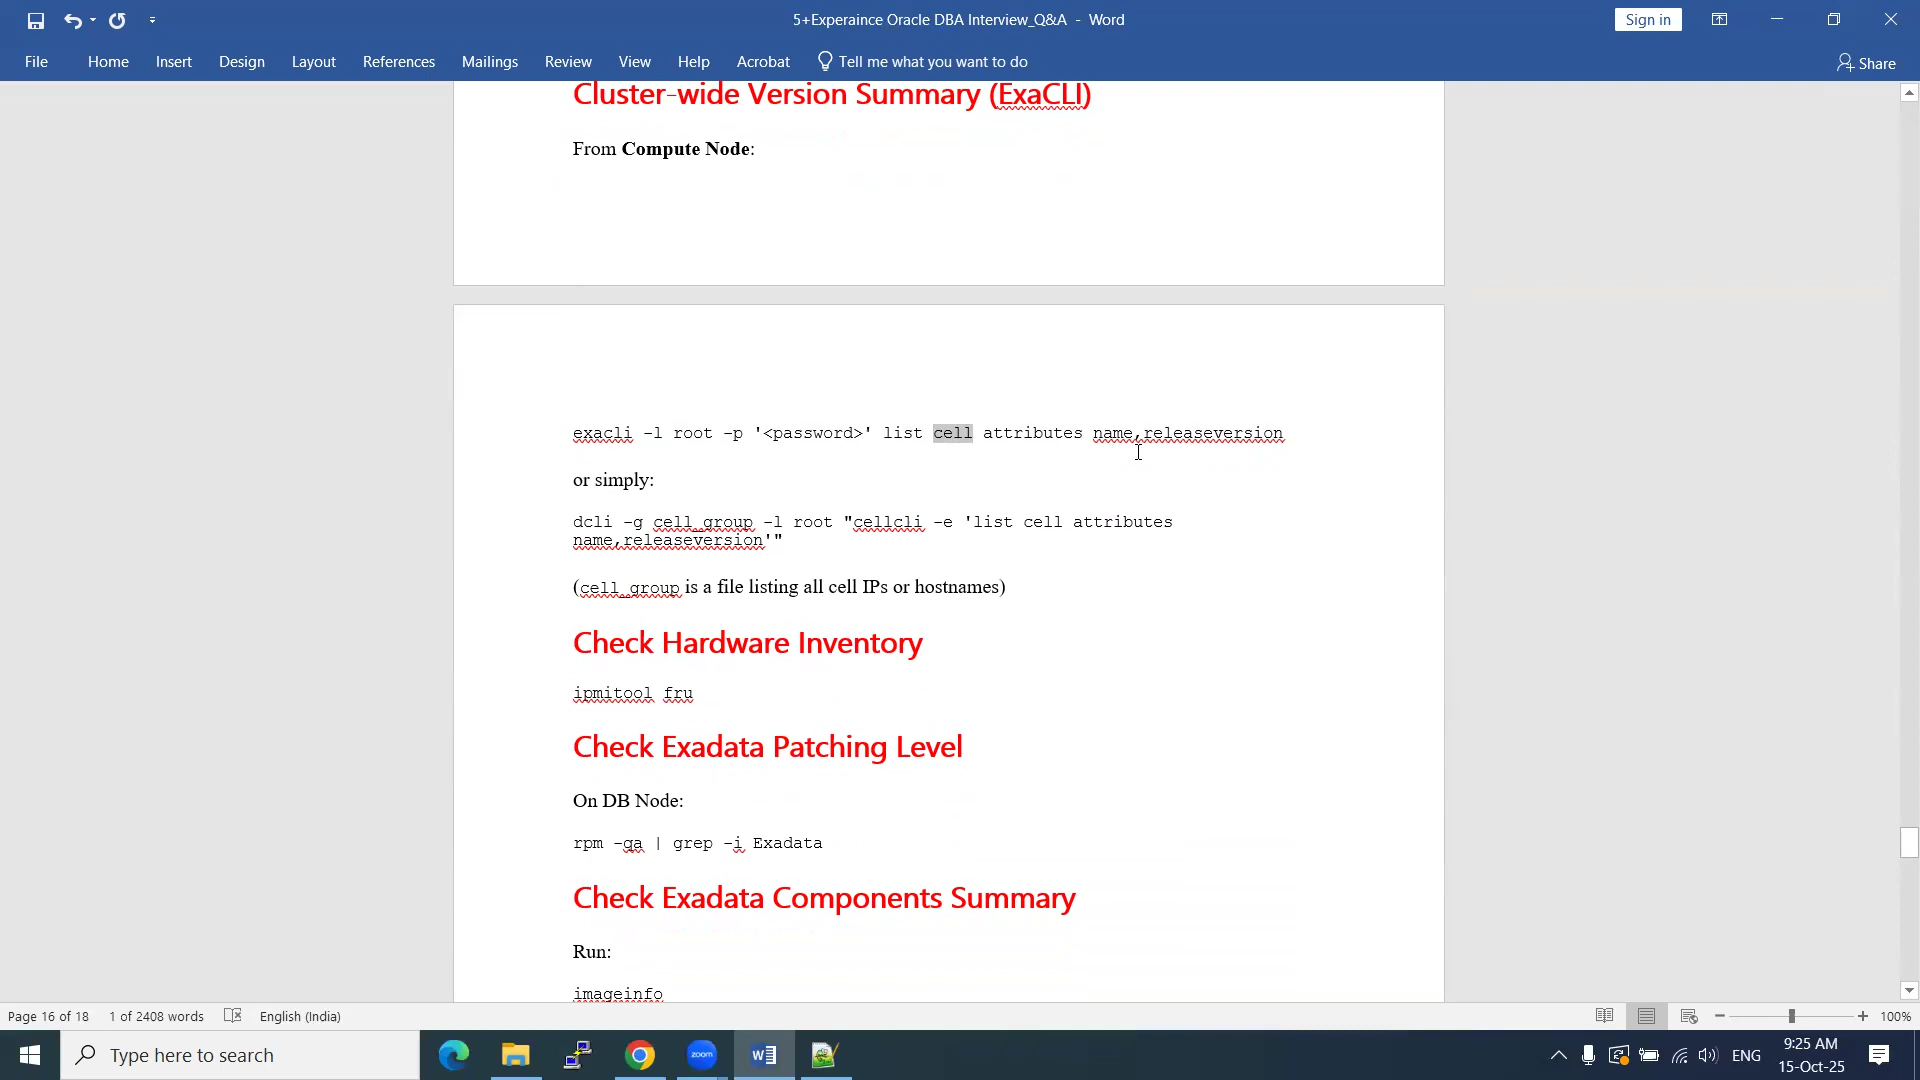 5+Experaince Oracle DBA Interview_Q&A - Word
Sign in
File Home Insert Design Layout References Mailings Review View Help Acrobat Tell me what you want to do
Share
Cluster-wide Version Summary (ExaCLI)
From Compute Node:
exacli -l root -p '<password>' list cell attributes name,releaseversion
or simply:
dcli -g cell_group -l root "cellcli -e 'list cell attributes
name,releaseversion'"
(cell_group is a file listing all cell IPs or hostnames)
Check Hardware Inventory
ipmitool fru
Check Exadata Patching Level
On DB Node:
rpm -qa | grep -i Exadata
Check Exadata Components Summary
Run:
imageinfo
Page 16 of 18 1 of 2408 words English (India)
100%
Type here to search
zoom
ENG
9:25 AM
15-Oct-25